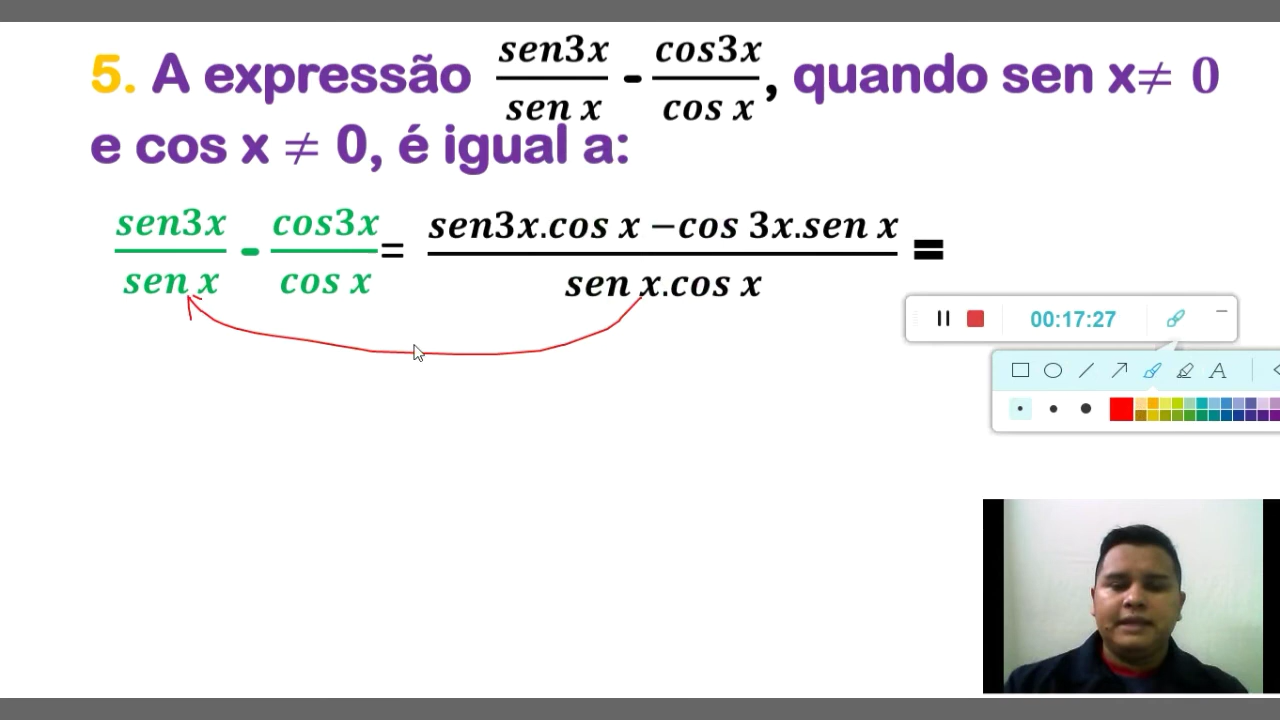 5. A expressão sen3x/sen x - cos3x/cos x, quando sen x≠ 0
e cos x ≠ 0, é igual a:
sen3x/sen x - cos3x/cos x = sen3x.cos x −cos 3x.sen x/sen x.cos x =
00:17:27
A